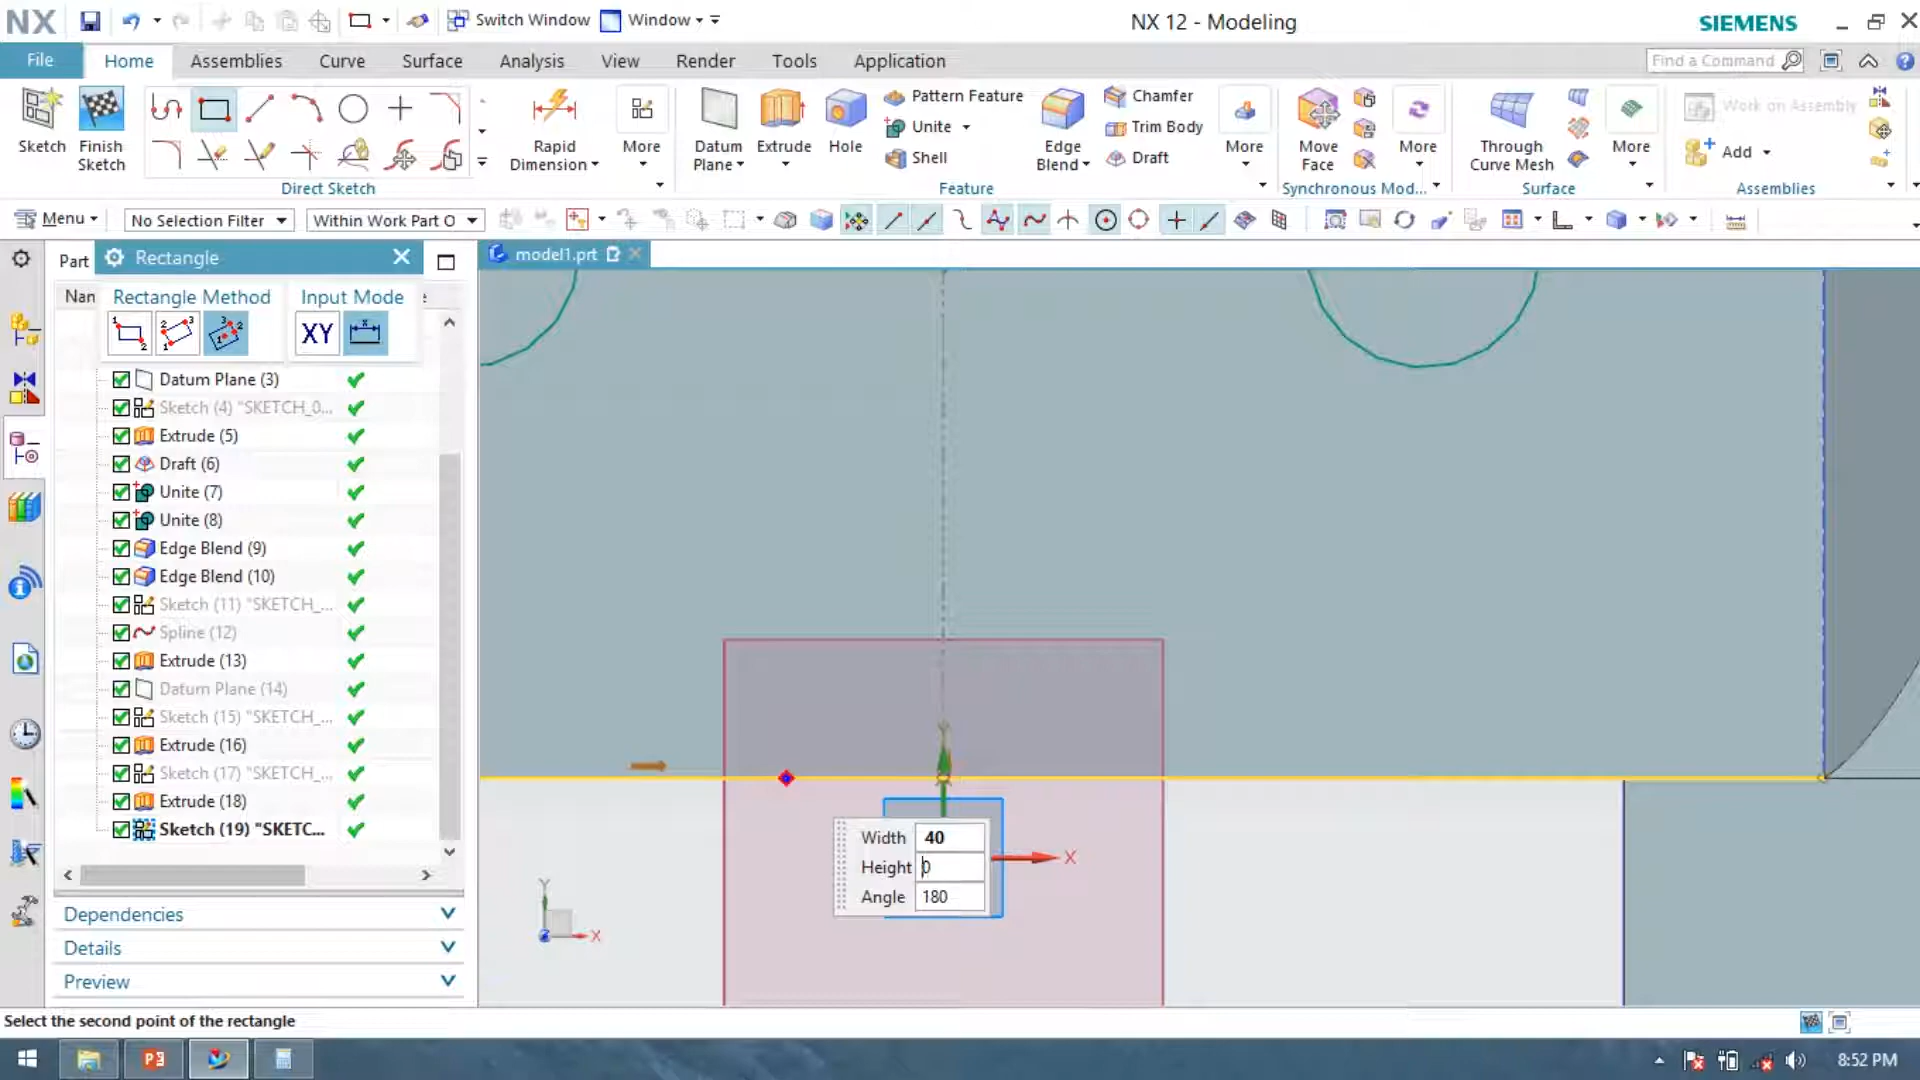 NX
Switch Window
Window
NX 12 - Modeling
SIEMENS
File
Home
Assemblies
Curve
Surface
Analysis
View
Render
Tools
Application
Find a Command
Sketch
Finish Sketch
Rapid Dimension
More
Direct Sketch
Datum Plane
Extrude
Hole
Pattern Feature
Unite
Shell
Edge Blend
Chamfer
Trim Body
Draft
More
Feature
Move Face
More
Synchronous Mod...
Through Curve Mesh
More
Surface
Work on Assembly
Add
Assemblies
Menu
No Selection Filter
Within Work Part O
Part
Rectangle
model1.prt
Nan
Rectangle Method
Input Mode
XY
Datum Plane (3)
Sketch (4) "SKETCH_0...
Extrude (5)
Draft (6)
Unite (7)
Unite (8)
Edge Blend (9)
Edge Blend (10)
Sketch (11) "SKETCH_...
Spline (12)
Extrude (13)
Datum Plane (14)
Sketch (15) "SKETCH_...
Extrude (16)
Sketch (17) "SKETCH_...
Extrude (18)
Sketch (19) "SKETC...
Dependencies
Details
Preview
Width 40
Height 0
Angle 180
X
Y
X
Select the second point of the rectangle
8:52 PM